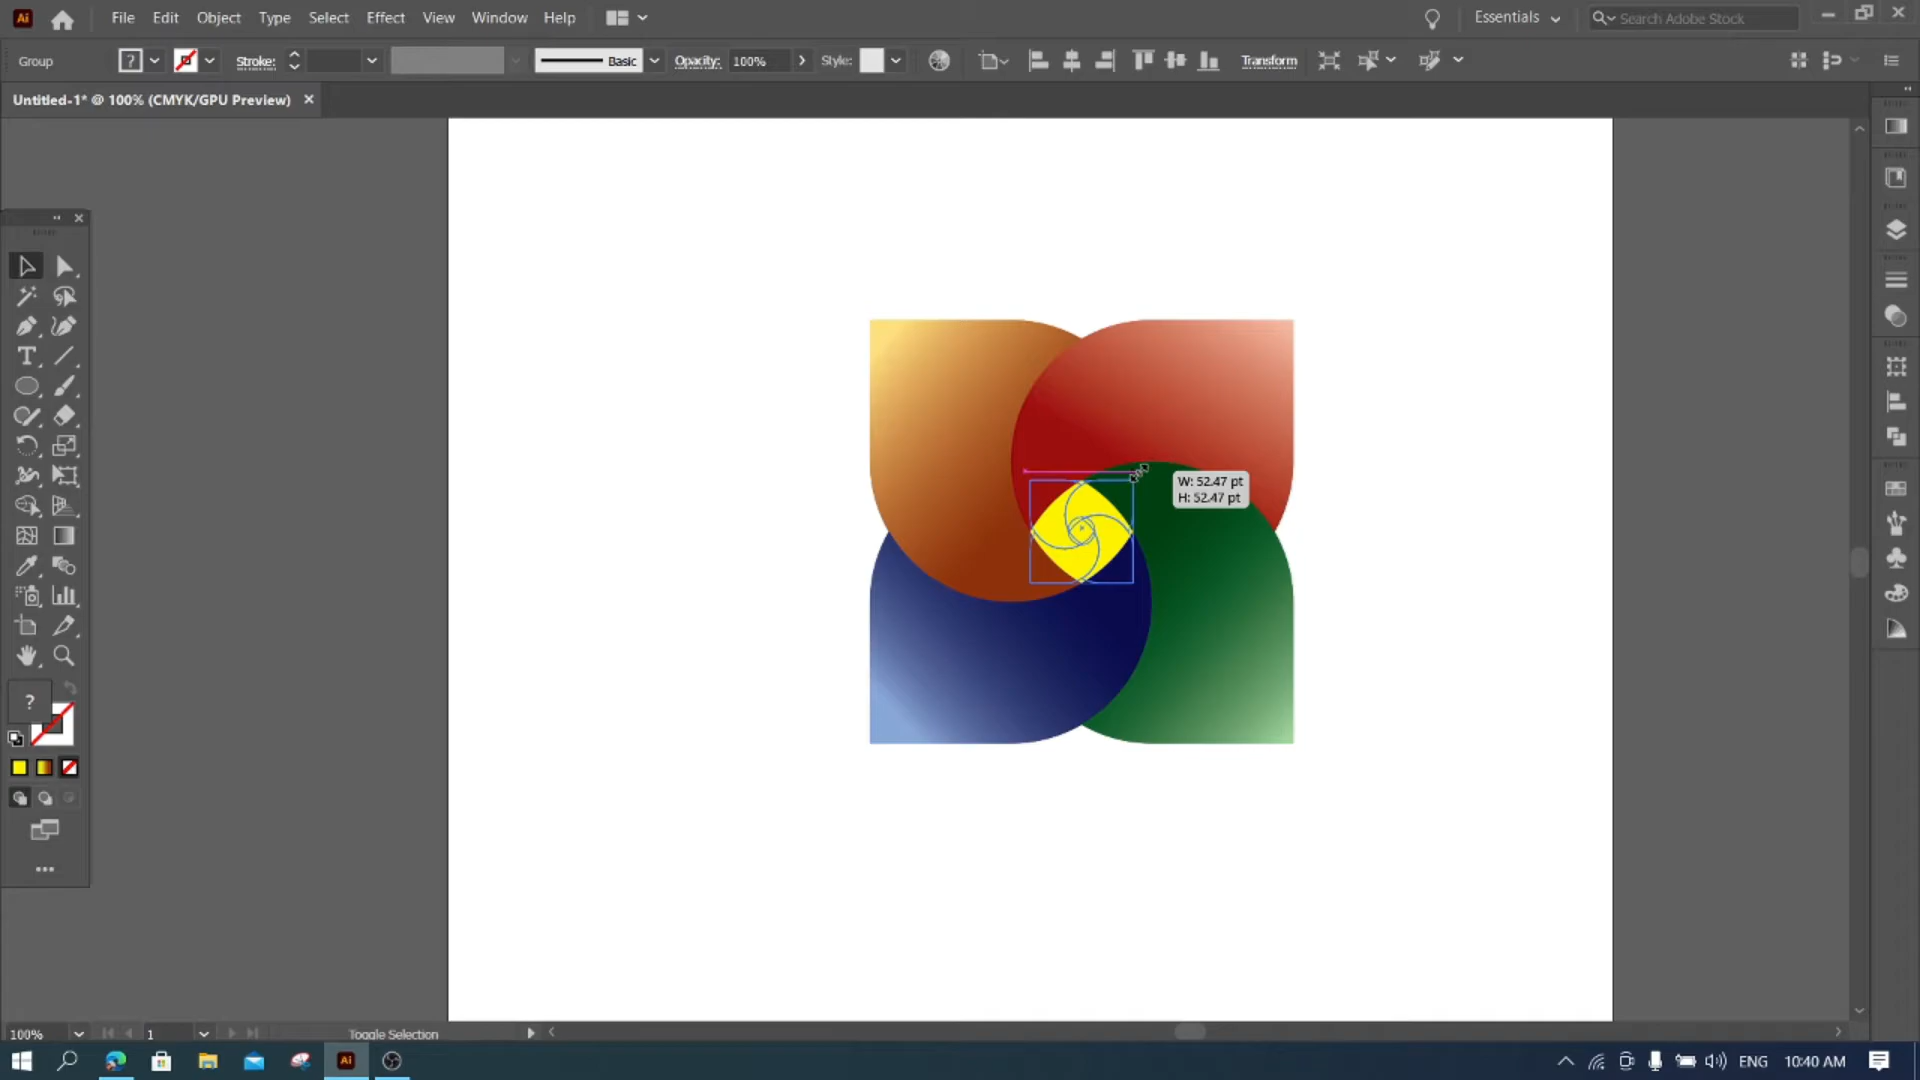 Ai File Edit Object Type Select Effect View Window Help Essentials Search Adobe Stock
Group ? Stroke: Basic Opacity: 100% Style: Transform
Untitled-1* @ 100% (CMYK/GPU Preview)
W: 52.47 pt
H: 52.47 pt
?
100% 1 Toggle Selection
Ai ENG 10:40 AM